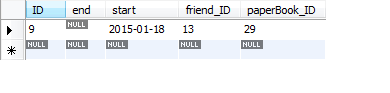 ID end start friend_ID paperBook_ID
9 NULL 2015-01-18 13 29
NULL NULL NULL NULL NULL